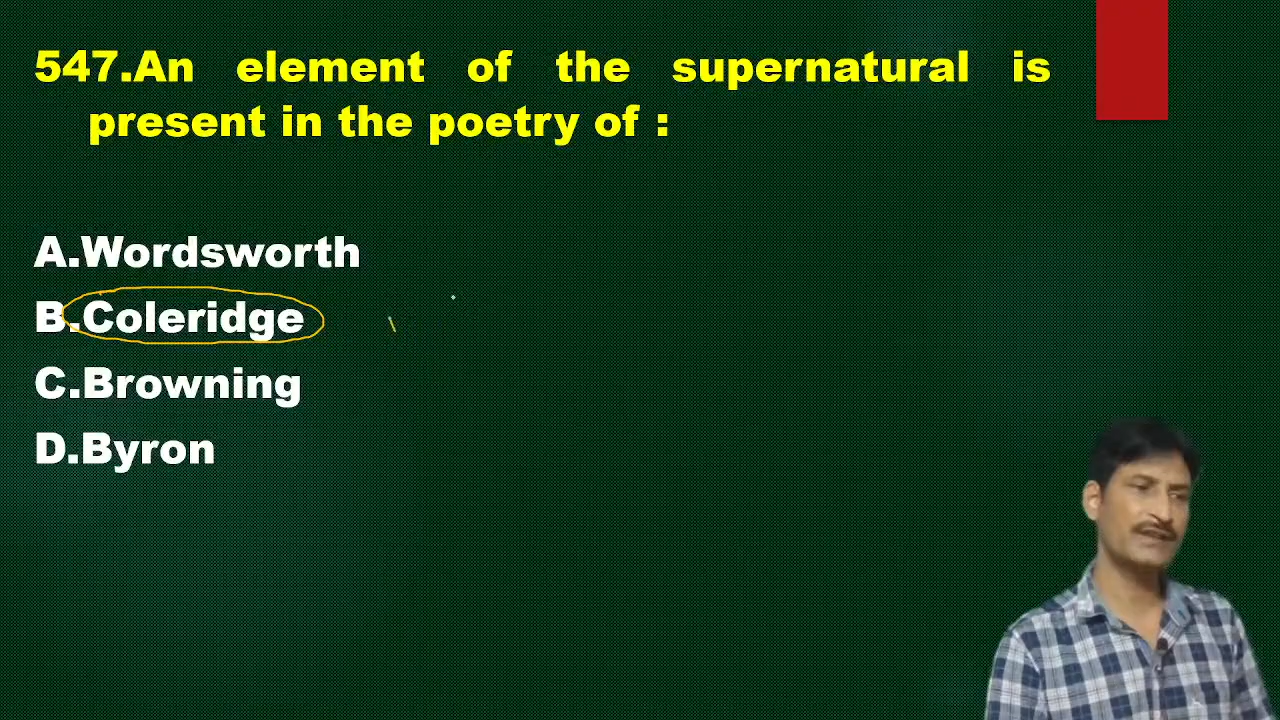 547.An element of the supernatural is
present in the poetry of :
A.Wordsworth
B.Coleridge
C.Browning
D.Byron